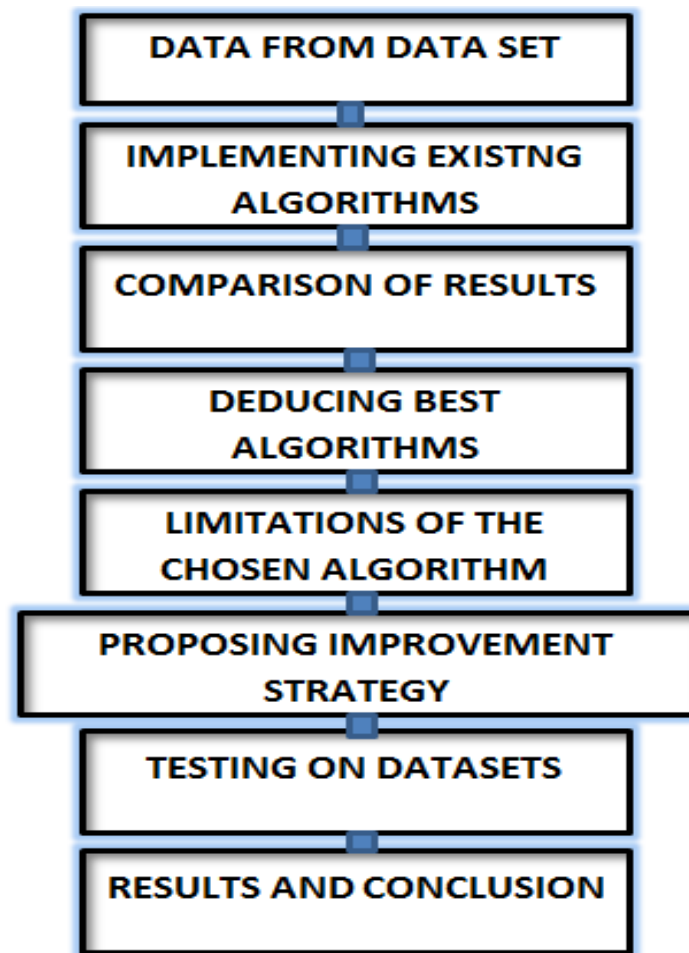 DATA FROM DATA SET
IMPLEMENTING EXISTNG
ALGORITHMS
COMPARISON OF RESULTS
DEDUCING BEST
ALGORITHMS
LIMITATIONS OF THE
CHOSEN ALGORITHM
PROPOSING IMPROVEMENT
STRATEGY
TESTING ON DATASETS
RESULTS AND CONCLUSION